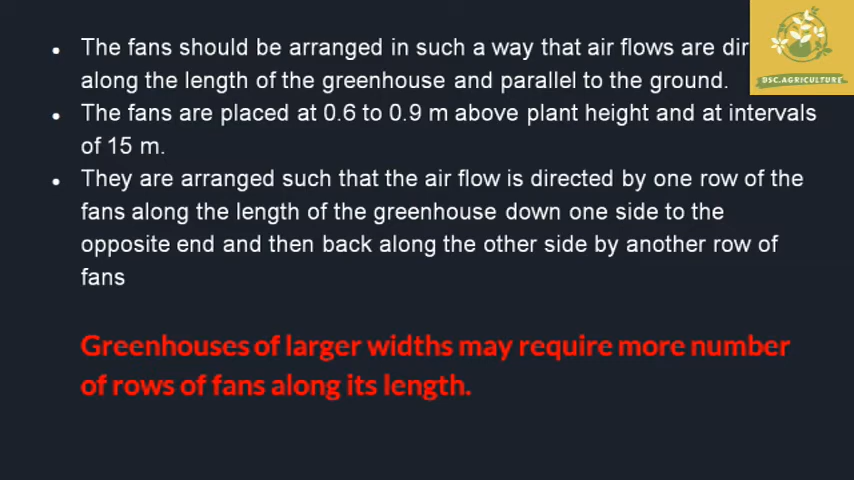 The fans should be arranged in such a way that air flows are
along the length of the greenhouse and parallel to the ground.
The fans are placed at 0.6 to 0.9 m above plant height and at intervals
of 15 m.
They are arranged such that the air flow is directed by one row of the
fans along the length of the greenhouse down one side to the
opposite end and then back along the other side by another row of
fans
Greenhouses of larger widths may require more number
of rows of fans along its length.
DSC.AGRICULTURE